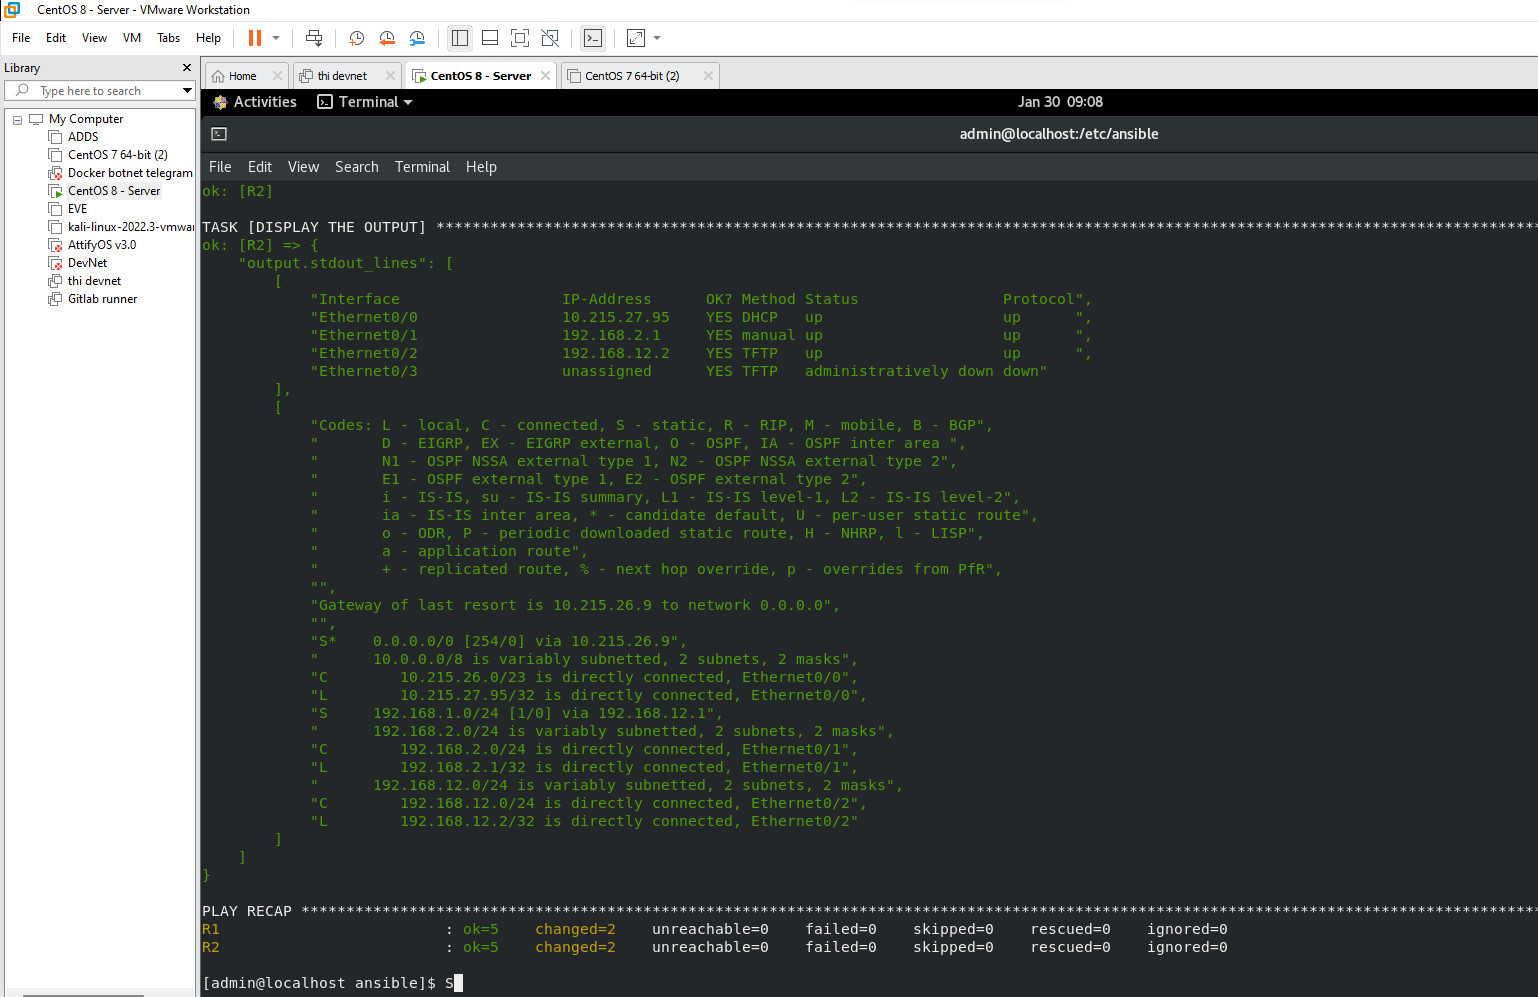 CentOS 8 - Server - VMware Workstation
File Edit View VM Tabs Help
Library
Type here to search
My Computer
ADDS
CentOS 7 64-bit (2)
Docker botnet telegram
CentOS 8 - Server
EVE
kali-linux-2022.3-vmwar
AttifyOS v3.0
DevNet
thi devnet
Gitlab runner
Home thi devnet CentOS 8 - Server CentOS 7 64-bit (2)
Activities Terminal Jan 30 09:08
admin@localhost:/etc/ansible
File Edit View Search Terminal Help
ok: [R2]
TASK [DISPLAY THE OUTPUT] ****************************************************************************************************************************
ok: [R2] => {
    "output.stdout_lines": [
        [
            "Interface                  IP-Address      OK? Method Status                Protocol",
            "Ethernet0/0                10.215.27.95    YES DHCP   up                    up      ",
            "Ethernet0/1                192.168.2.1     YES manual up                    up      ",
            "Ethernet0/2                192.168.12.2    YES TFTP   up                    up      ",
            "Ethernet0/3                unassigned      YES TFTP   administratively down down"
        ],
        [
            "Codes: L - local, C - connected, S - static, R - RIP, M - mobile, B - BGP",
            "       D - EIGRP, EX - EIGRP external, O - OSPF, IA - OSPF inter area ",
            "       N1 - OSPF NSSA external type 1, N2 - OSPF NSSA external type 2",
            "       E1 - OSPF external type 1, E2 - OSPF external type 2",
            "       i - IS-IS, su - IS-IS summary, L1 - IS-IS level-1, L2 - IS-IS level-2",
            "       ia - IS-IS inter area, * - candidate default, U - per-user static route",
            "       o - ODR, P - periodic downloaded static route, H - NHRP, l - LISP",
            "       a - application route",
            "       + - replicated route, % - next hop override, p - overrides from PfR",
            "",
            "Gateway of last resort is 10.215.26.9 to network 0.0.0.0",
            "",
            "S*    0.0.0.0/0 [254/0] via 10.215.26.9",
            "      10.0.0.0/8 is variably subnetted, 2 subnets, 2 masks",
            "C        10.215.26.0/23 is directly connected, Ethernet0/0",
            "L        10.215.27.95/32 is directly connected, Ethernet0/0",
            "S     192.168.1.0/24 [1/0] via 192.168.12.1",
            "      192.168.2.0/24 is variably subnetted, 2 subnets, 2 masks",
            "C        192.168.2.0/24 is directly connected, Ethernet0/1",
            "L        192.168.2.1/32 is directly connected, Ethernet0/1",
            "      192.168.12.0/24 is variably subnetted, 2 subnets, 2 masks",
            "C        192.168.12.0/24 is directly connected, Ethernet0/2",
            "L        192.168.12.2/32 is directly connected, Ethernet0/2"
        ]
    ]
}
PLAY RECAP *******************************************************************************************************************************************
R1                         : ok=5    changed=2    unreachable=0    failed=0    skipped=0    rescued=0    ignored=0
R2                         : ok=5    changed=2    unreachable=0    failed=0    skipped=0    rescued=0    ignored=0
[admin@localhost ansible]$ S